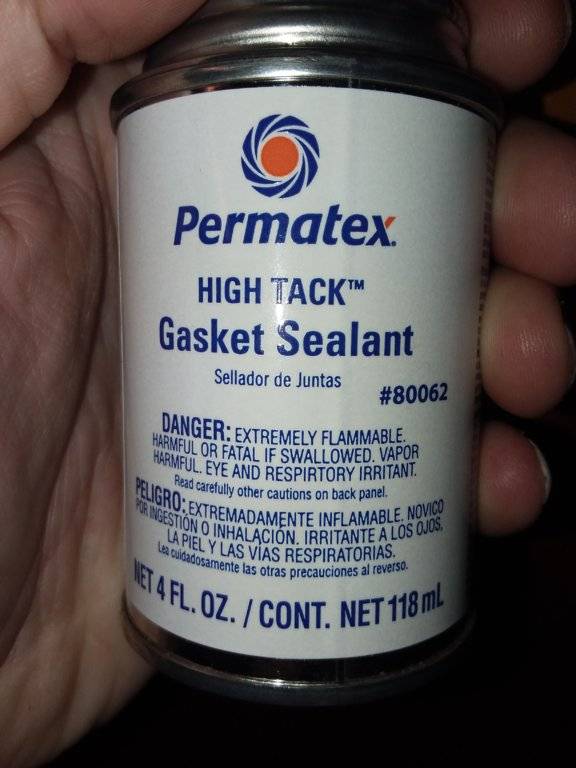 Permatex.
HIGH TACK™
Gasket Sealant
Sellador de Juntas
#80062
DANGER: EXTREMELY FLAMMABLE.
HARMFUL OR FATAL IF SWALLOWED. VAPOR
HARMFUL. EYE AND RESPIRTORY IRRITANT.
Read carefully other cautions on back panel.
PELIGRO: EXTREMADAMENTE INFLAMABLE. NOVICO
POR INGESTIÓN O INHALACIÓN. IRRITANTE A LOS OJOS,
LA PIEL Y LAS VÍAS RESPIRATORIAS.
Lea cuidadosamente las otras precauciones al reverso.
NET 4 FL. OZ. / CONT. NET 118 mL